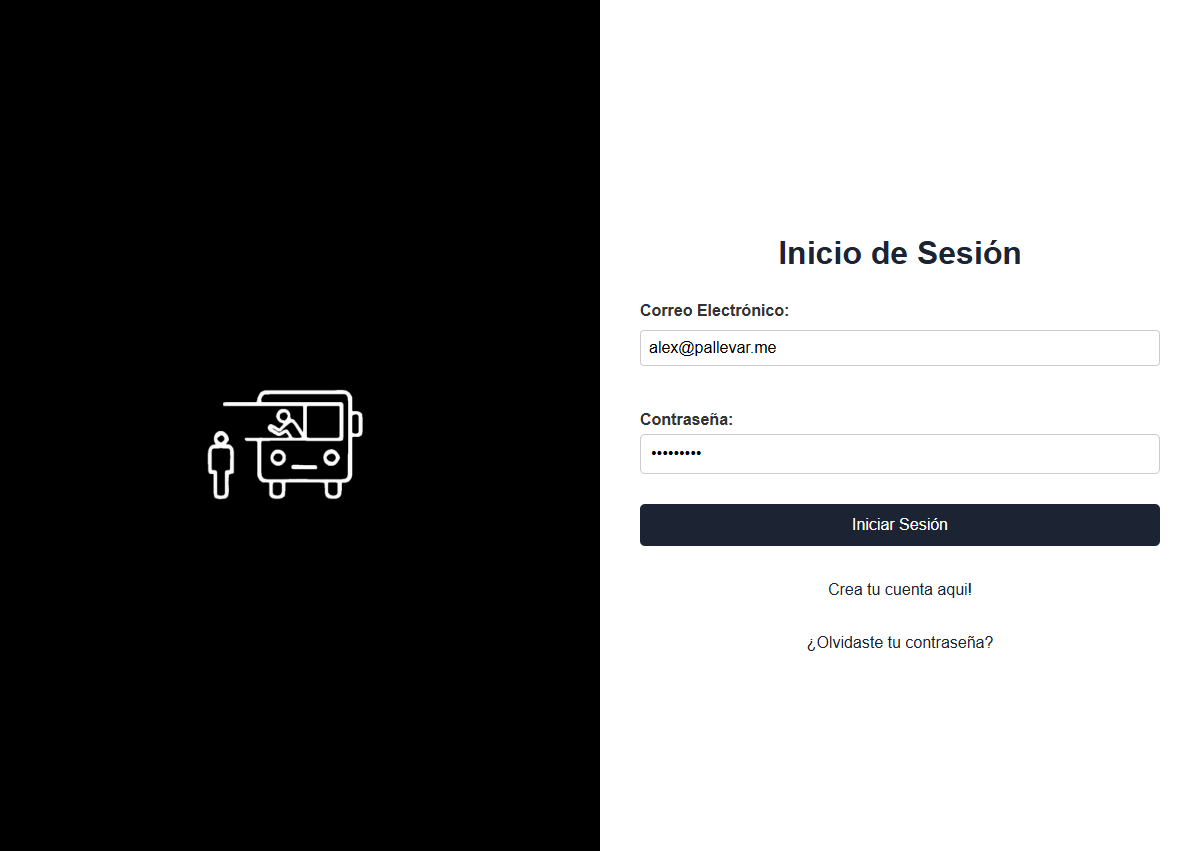 Inicio de Sesión
Correo Electrónico:
alex@pallevar.me
Contraseña:
•••••••••
Iniciar Sesión
Crea tu cuenta aqui!
¿Olvidaste tu contraseña?